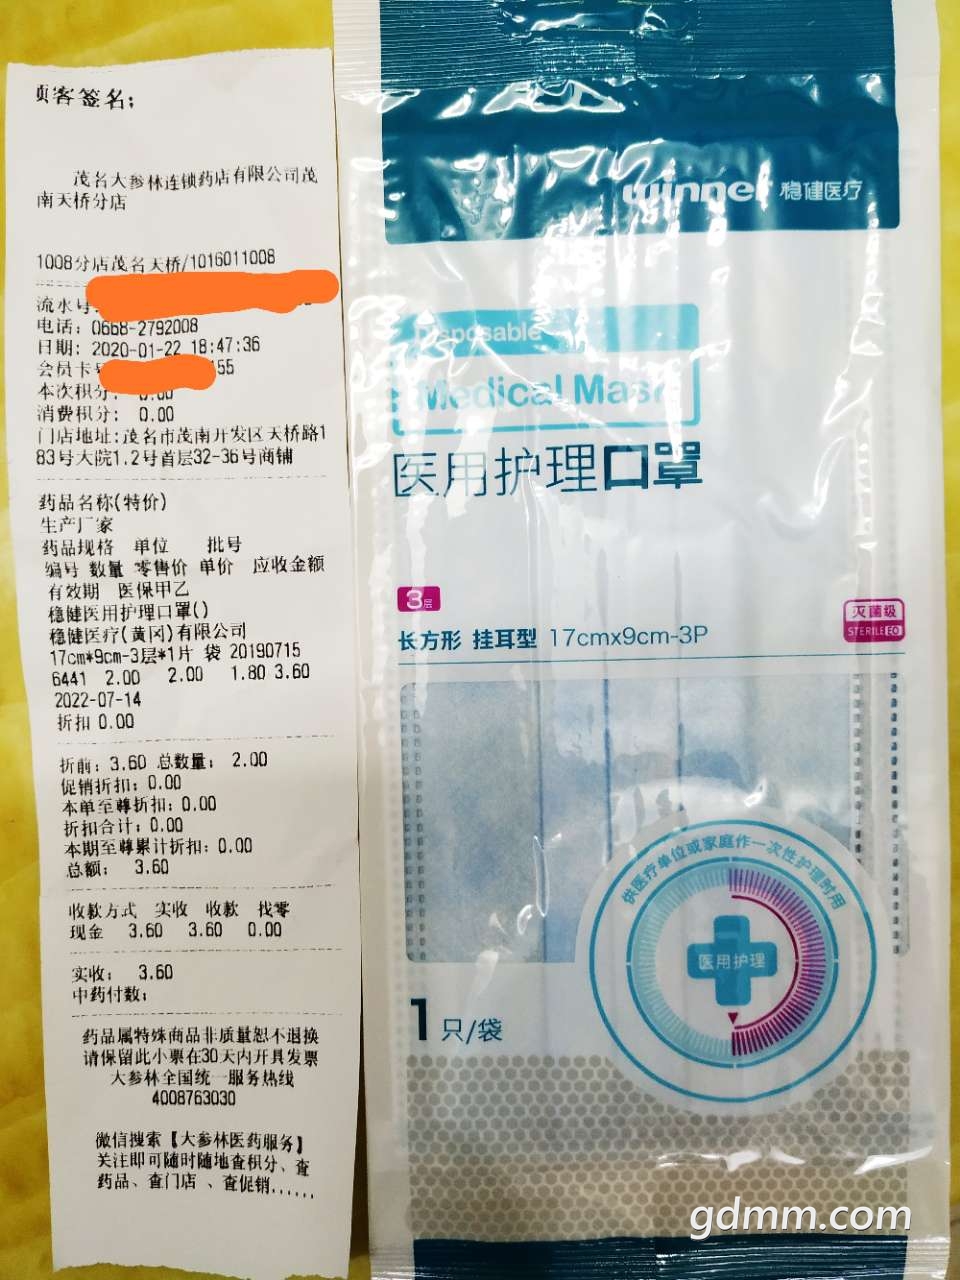 顾客签名:
茂名大参林连锁药店有限公司茂
南天桥分店
1008分店茂名天桥/1016011008
流水号:
电话: 0668-2792008
日期: 2020-01-22 18:47:36
会员卡号 155
本次积分: 0.00
消费积分: 0.00
门店地址:茂名市茂南开发区天桥路1
83号大院1.2号首层32-36号商铺
药品名称(特价)
生产厂家
药品规格 单位 批号
编号 数量 零售价 单价 应收金额
有效期 医保甲乙
稳健医用护理口罩()
稳健医疗(黄冈)有限公司
17cm*9cm-3层*1片 袋 20190715
6441 2.00 2.00 1.80 3.60
2022-07-14
折扣 0.00
折前: 3.60 总数量: 2.00
促销折扣: 0.00
本单至尊折扣: 0.00
折扣合计: 0.00
本期至尊累计折扣: 0.00
总额: 3.60
收款方式 实收 收款 找零
现金 3.60 3.60 0.00
实收: 3.60
中药付数:
药品属特殊商品非质量恕不退换
请保留此小票在30天内开具发票
大参林全国统一服务热线
4008763030
微信搜索【大参林医药服务】
关注即可随时随地查积分、查
药品、查门店、查促销......
winner 稳健医疗
Disposable
Medical Mask
医用护理口罩
3层
灭菌级
STERILE EO
长方形 挂耳型 17cmx9cm-3P
供医疗单位或家庭作一次性护理时用
医用护理
1只/袋
gdmm.com